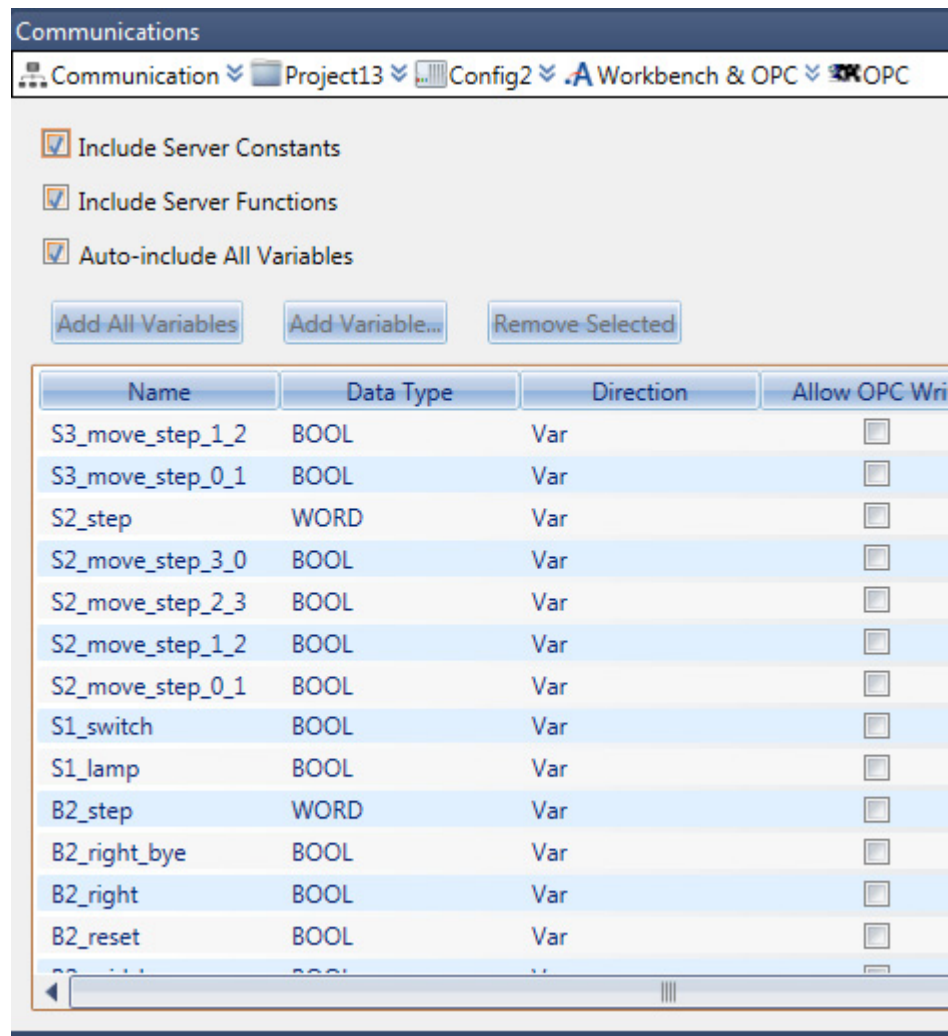 Communications
Communication Project13 Config2 Workbench & OPC OPC
Include Server Constants
Include Server Functions
Auto-include All Variables
Add All Variables Add Variable... Remove Selected
Name Data Type Direction Allow OPC Wri
S3_move_step_1_2 BOOL Var
S3_move_step_0_1 BOOL Var
S2_step WORD Var
S2_move_step_3_0 BOOL Var
S2_move_step_2_3 BOOL Var
S2_move_step_1_2 BOOL Var
S2_move_step_0_1 BOOL Var
S1_switch BOOL Var
S1_lamp BOOL Var
B2_step WORD Var
B2_right_bye BOOL Var
B2_right BOOL Var
B2_reset BOOL Var